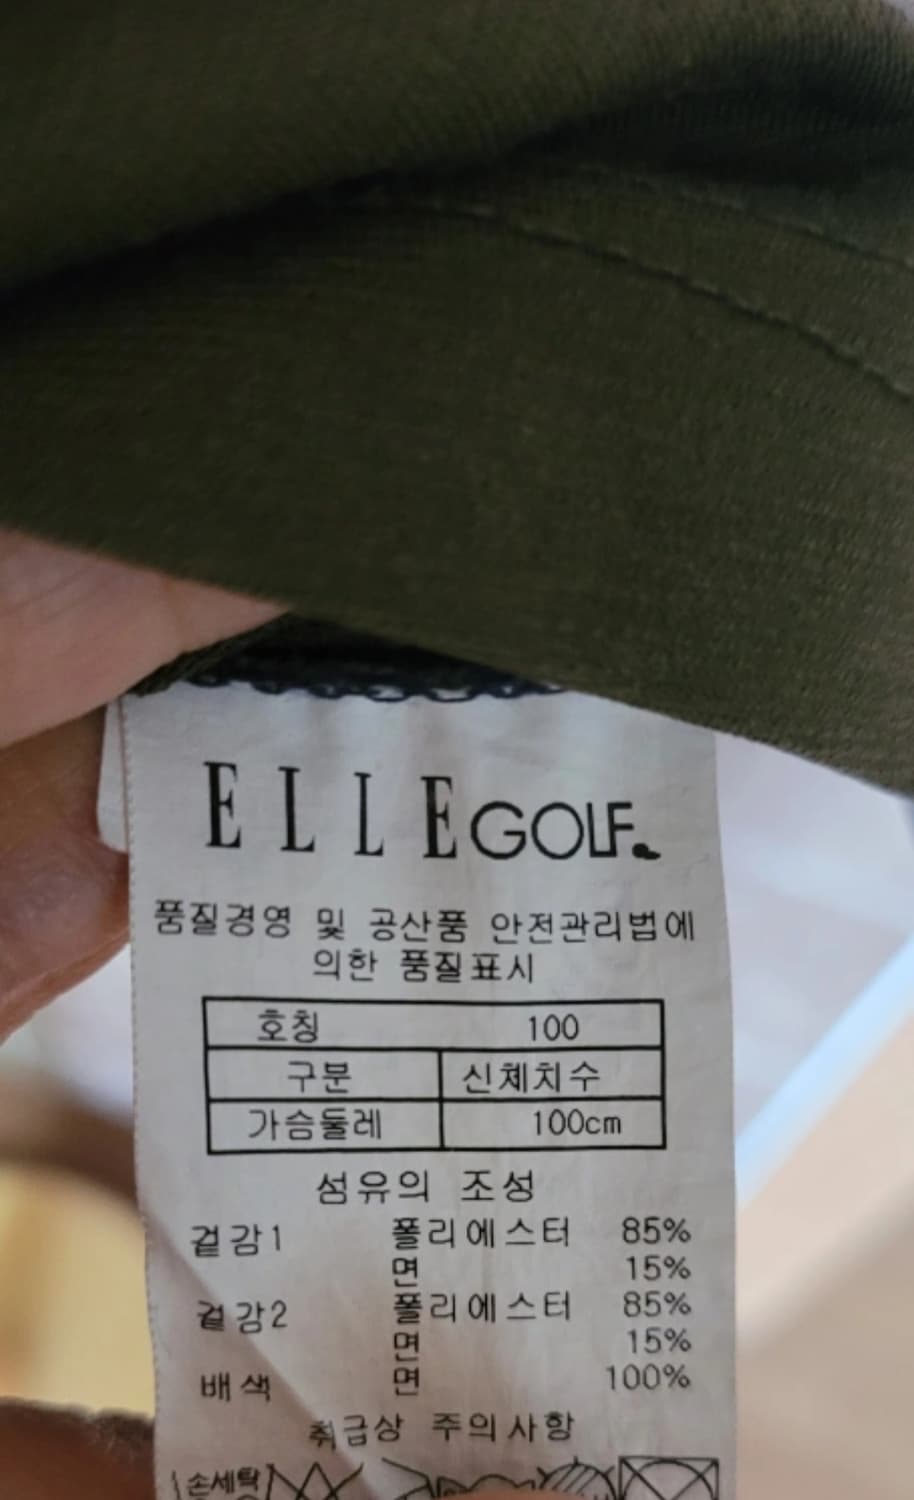 ELLE GOLF.
품질경영 및 공산품 안전관리법에
의한 품질표시
호칭 100
구분 신체치수
가슴둘레 100cm
섬유의 조성
겉감1 폴리에스터 85%
면 15%
겉감2 폴리에스터 85%
면 15%
배색 면 100%
취급상 주의사항
손세탁